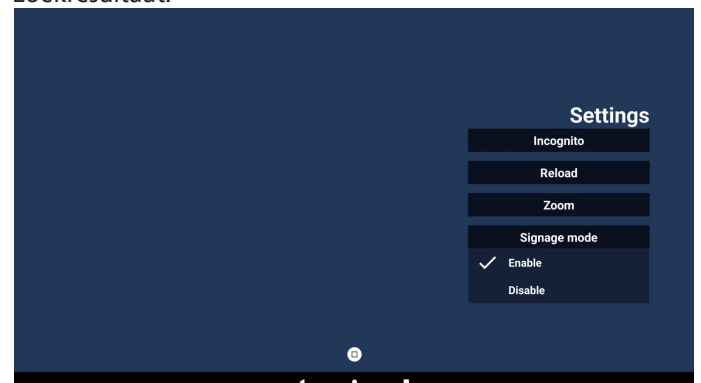 Settings
Incognito
Reload
Zoom
Signage mode
Enable
Disable